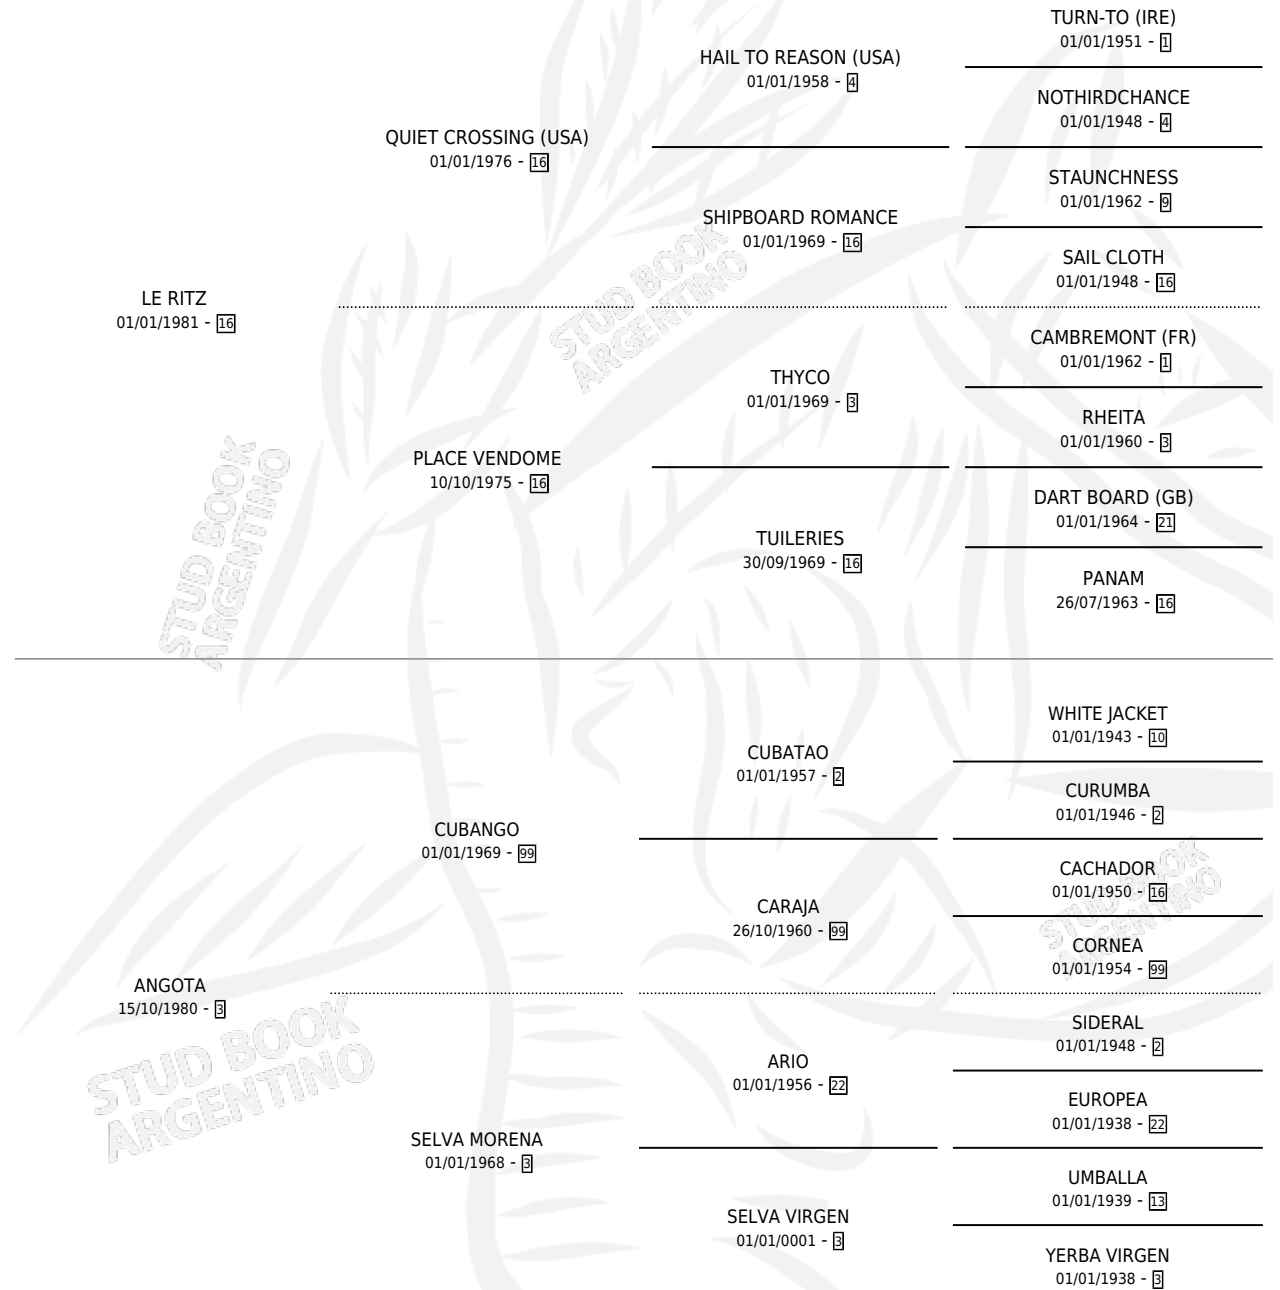 TURN-TO (IRE)
01/01/1951 - 1
HAIL TO REASON (USA)
01/01/1958 - 4
NOTHIRDCHANCE
01/01/1948 - 4
QUIET CROSSING (USA)
01/01/1976 - 16
STAUNCHNESS
01/01/1962 - 9
SHIPBOARD ROMANCE
01/01/1969 - 16
SAIL CLOTH
01/01/1948 - 16
LE RITZ
01/01/1981 - 16
CAMBREMONT (FR)
01/01/1962 - 1
THYCO
01/01/1969 - 3
RHEITA
01/01/1960 - 3
PLACE VENDOME
10/10/1975 - 16
DART BOARD (GB)
01/01/1964 - 21
TUILERIES
30/09/1969 - 16
PANAM
26/07/1963 - 16
WHITE JACKET
01/01/1943 - 10
CUBATAO
01/01/1957 - 2
CURUMBA
01/01/1946 - 2
CUBANGO
01/01/1969 - 99
CACHADOR
01/01/1950 - 16
CARAJA
26/10/1960 - 99
CORNEA
01/01/1954 - 99
ANGOTA
15/10/1980 - 3
SIDERAL
01/01/1948 - 2
ARIO
01/01/1956 - 22
EUROPEA
01/01/1938 - 22
SELVA MORENA
01/01/1968 - 3
UMBALLA
01/01/1939 - 13
SELVA VIRGEN
01/01/0001 - 3
YERBA VIRGEN
01/01/1938 - 3
STUD BOOK
ARGENTINO
STUD BOOK
ARGENTINO
STUD BOOK
ARGENTINO
STUD BOOK
ARGENTINO